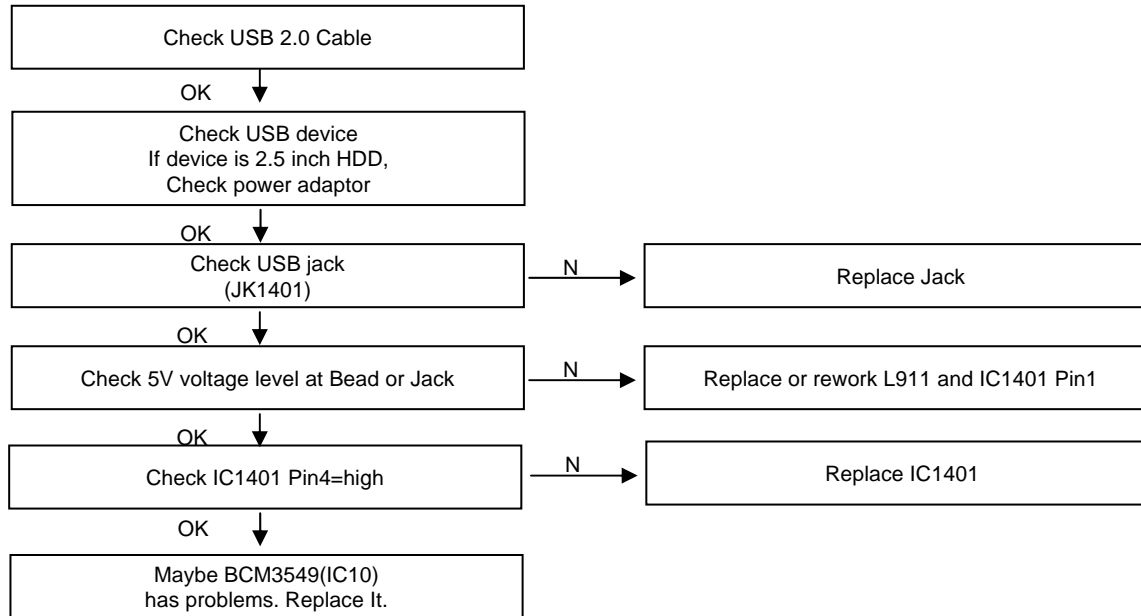 Check USB 2.0 Cable
OK
Check USB device
If device is 2.5 inch HDD,
Check power adaptor
OK
Check USB jack
(JK1401)
N
Replace Jack
OK
Check 5V voltage level at Bead or Jack
N
Replace or rework L911 and IC1401 Pin1
OK
Check IC1401 Pin4=high
N
Replace IC1401
OK
Maybe BCM3549(IC10)
has problems. Replace It.